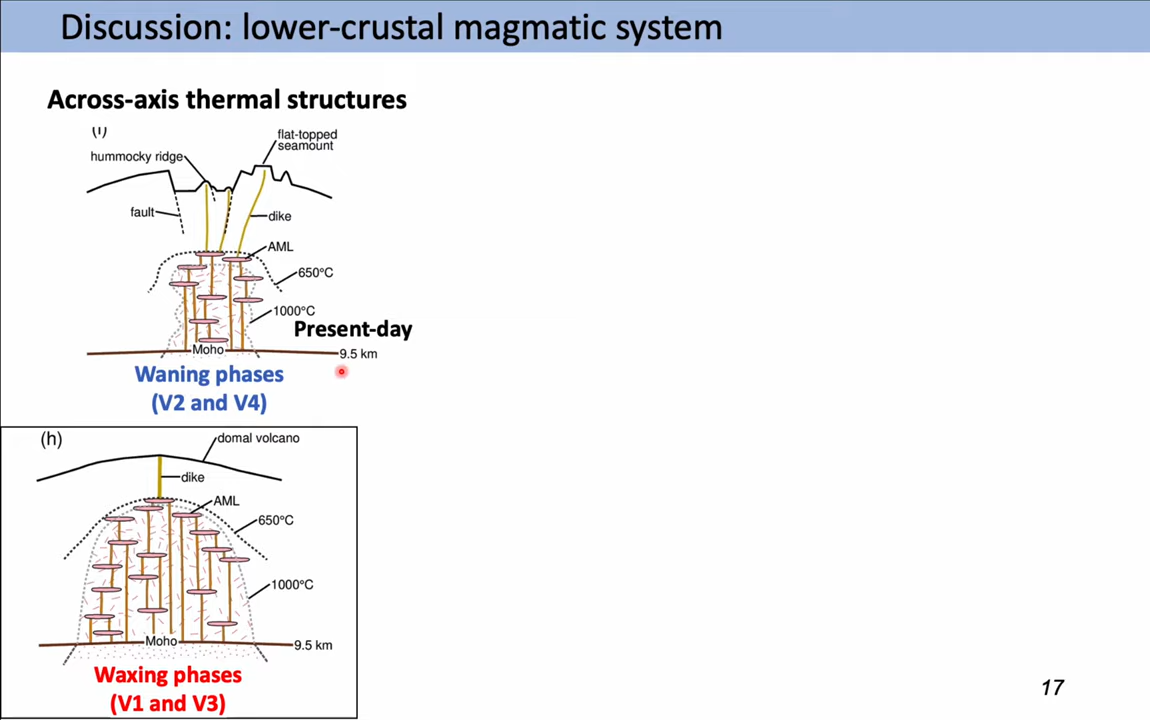 Discussion: lower-crustal magmatic system
Across-axis thermal structures
(i)
flat-topped
seamount
hummocky ridge
fault
dike
AML
650°C
1000°C
Present-day
Moho
9.5 km
Waning phases
(V2 and V4)
(h)
domal volcano
dike
AML
650°C
1000°C
Moho
9.5 km
Waxing phases
(V1 and V3)
17